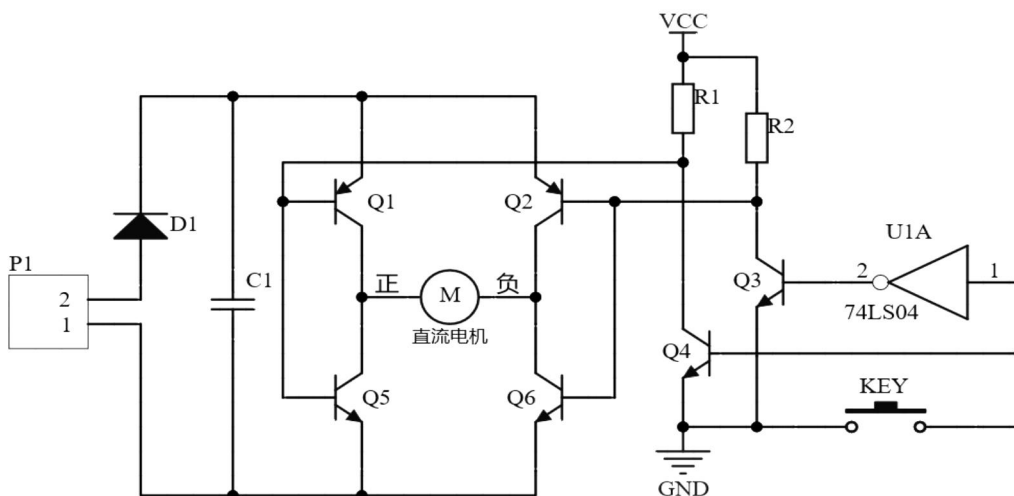 VCC
R1
R2
Q1
Q2
D1
U1A
P1
C1
正
M
负
Q3
2
1
2
1
直流电机
74LS04
Q4
Q5
Q6
KEY
GND